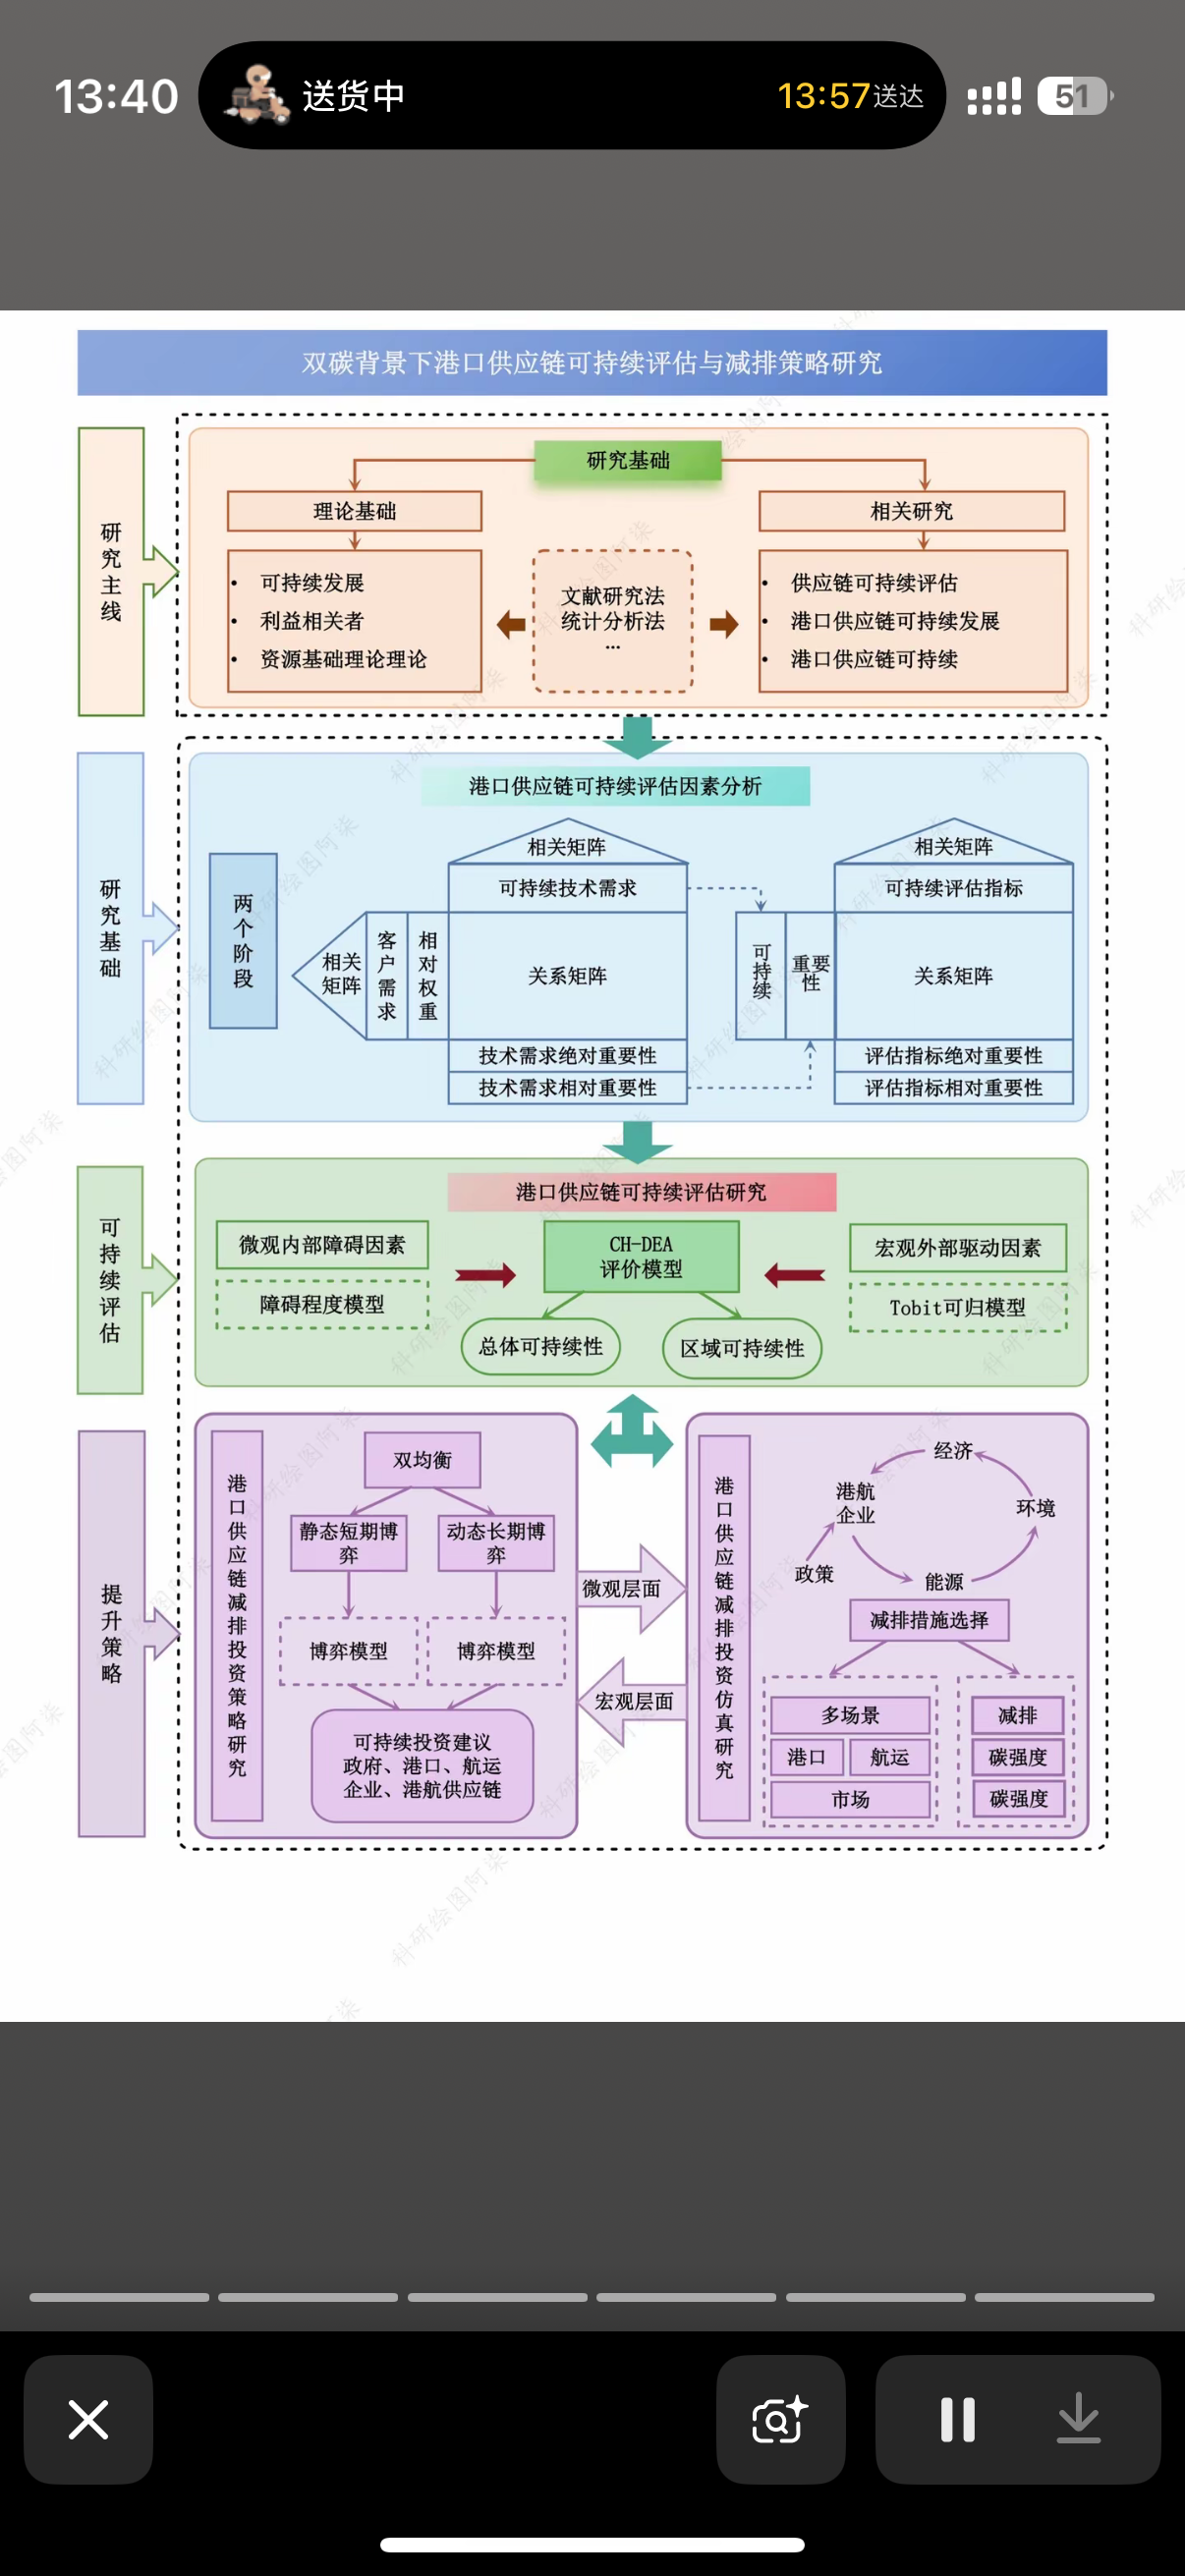 13:40
送货中
13:57送达
51
双碳背景下港口供应链可持续评估与减排策略研究
研究主线
研究基础
理论基础
相关研究
• 可持续发展
• 利益相关者
• 资源基础理论理论
文献研究法
统计分析法
...
• 供应链可持续评估
• 港口供应链可持续发展
• 港口供应链可持续
研究基础
港口供应链可持续评估因素分析
两个阶段
相关矩阵
可持续技术需求
相关
矩阵
客户需求
相对权重
关系矩阵
技术需求绝对重要性
技术需求相对重要性
相关矩阵
可持续评估指标
可持续
重要
性
关系矩阵
评估指标绝对重要性
评估指标相对重要性
可持续评估
港口供应链可持续评估研究
微观内部障碍因素
障碍程度模型
CH-DEA
评价模型
宏观外部驱动因素
Tobit可归模型
总体可持续性
区域可持续性
提升策略
港口供应链减排投资策略研究
双均衡
静态短期博
弈
动态长期博
弈
博弈模型
博弈模型
可持续投资建议
政府、港口、航运
企业、港航供应链
微观层面
宏观层面
港口供应链减排投资仿真研究
经济
港航
企业
环境
政策
能源
减排措施选择
多场景
港口
航运
市场
减排
碳强度
碳强度
科研绘图阿柒